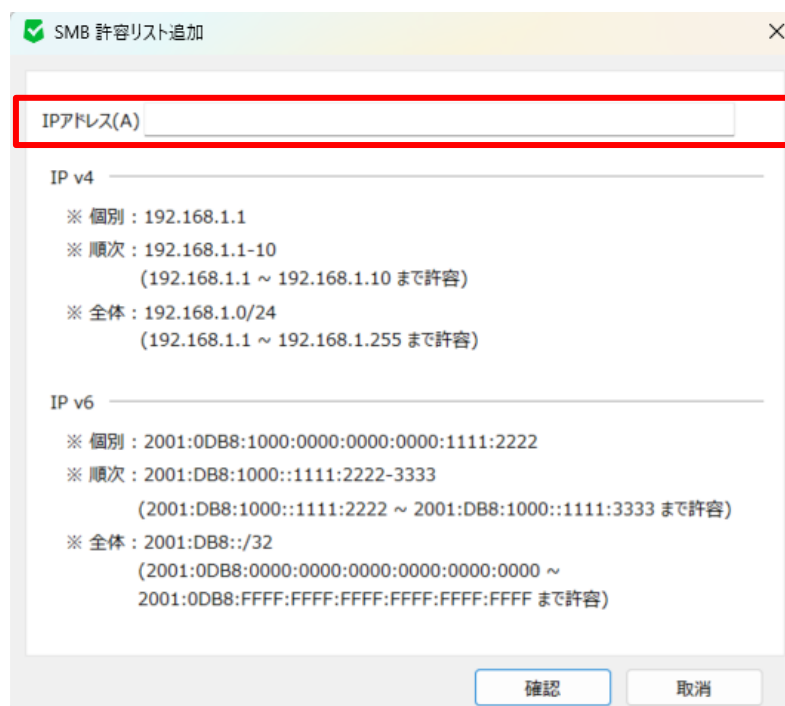 SMB 許容リスト追加
IPアドレス(A)
IP v4
※ 個別 : 192.168.1.1
※ 順次 : 192.168.1.1-10
(192.168.1.1 ~ 192.168.1.10 まで許容)
※ 全体 : 192.168.1.0/24
(192.168.1.1 ~ 192.168.1.255 まで許容)
IP v6
※ 個別 : 2001:0DB8:1000:0000:0000:0000:1111:2222
※ 順次 : 2001:DB8:1000::1111:2222-3333
(2001:DB8:1000::1111:2222 ~ 2001:DB8:1000::1111:3333 まで許容)
※ 全体 : 2001:DB8::/32
(2001:0DB8:0000:0000:0000:0000:0000:0000 ~
2001:0DB8:FFFF:FFFF:FFFF:FFFF:FFFF:FFFF まで許容)
確認 取消